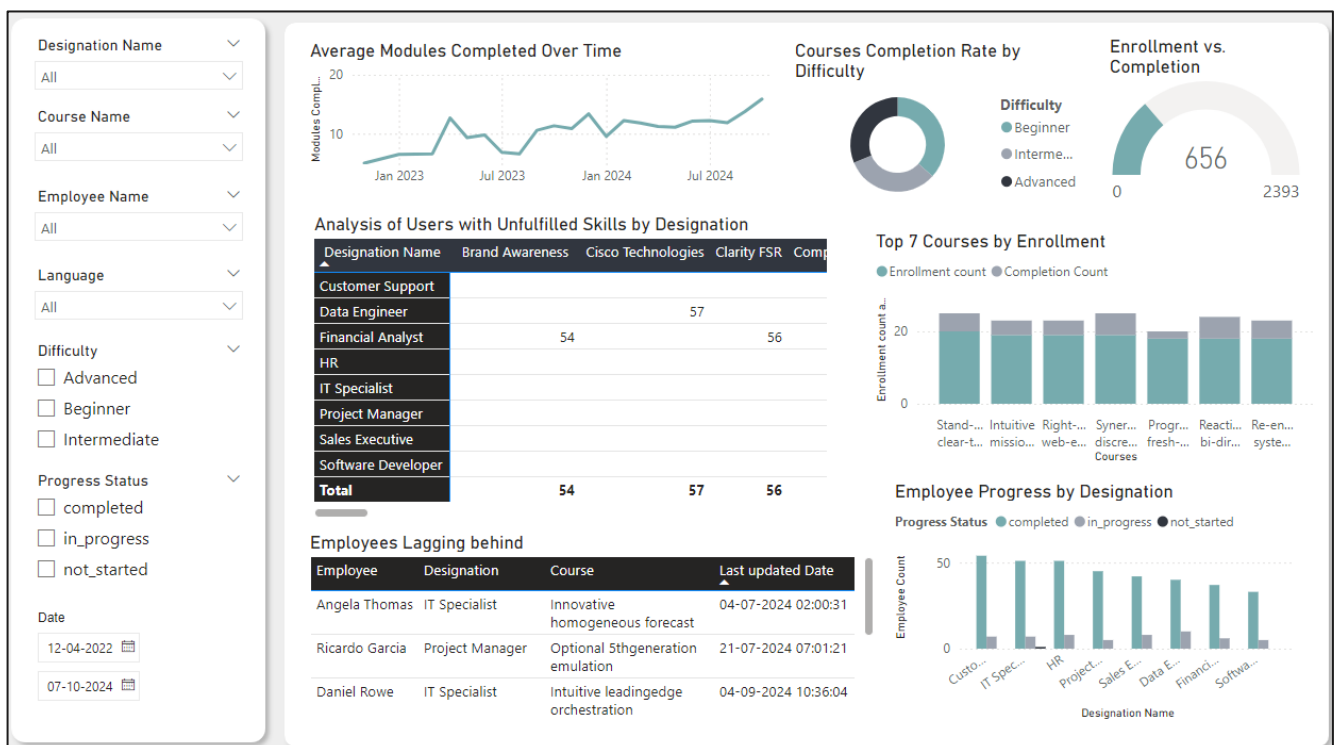 Designation Name
All
Course Name
All
Employee Name
All
Language
All
Difficulty
Advanced
Beginner
Intermediate
Progress Status
completed
in_progress
not_started
Date
12-04-2022
07-10-2024
Average Modules Completed Over Time
Modules Compl...
20
10
Jan 2023 Jul 2023 Jan 2024 Jul 2024
Courses Completion Rate by
Difficulty
Difficulty
Beginner
Interme...
Advanced
Enrollment vs.
Completion
656
0 2393
Analysis of Users with Unfulfilled Skills by Designation
Designation Name Brand Awareness Cisco Technologies Clarity FSR Comp
Customer Support
Data Engineer 57
Financial Analyst 54 56
HR
IT Specialist
Project Manager
Sales Executive
Software Developer
Total 54 57 56
Top 7 Courses by Enrollment
Enrollment count Completion Count
Enrollment count a...
20
0
Stand-... Intuitive Right-... Syner... Progr... Reacti... Re-en...
clear-t... missio... web-e... discre... fresh-... bi-dir... syste...
Courses
Employees Lagging behind
Employee Designation Course Last updated Date
Angela Thomas IT Specialist Innovative 04-07-2024 02:00:31
homogeneous forecast
Ricardo Garcia Project Manager Optional 5thgeneration 21-07-2024 07:01:21
emulation
Daniel Rowe IT Specialist Intuitive leadingedge 04-09-2024 10:36:04
orchestration
Employee Progress by Designation
Progress Status completed in_progress not_started
Employee Count
50
0
Custo... IT Spec... HR Project... Sales E... Data E... Financi... Softwa...
Designation Name